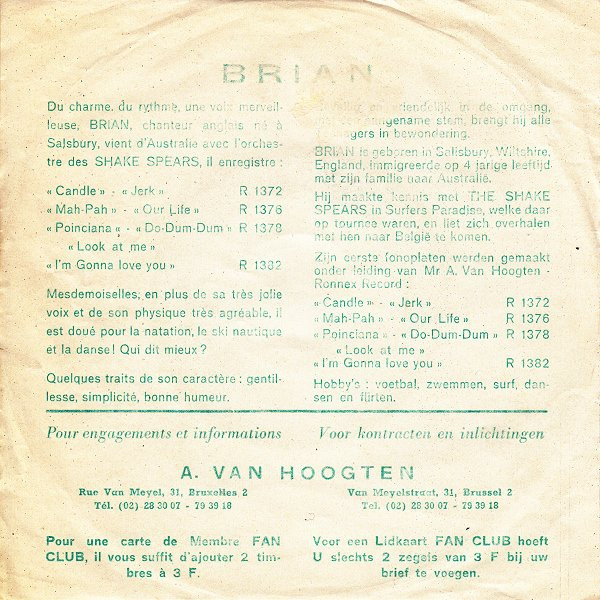 BRIAN
Du charme, du rythme, une voix merveil-
leuse, BRIAN, chanteur anglais né à
Salsbury, vient d'Australie avec l'orches-
tre des SHAKE SPEARS, il enregistre :
« Candle » - « Jerk » R 1372
« Mah-Pah » - « Our Life » R 1376
« Poinciana » - « Do-Dum-Dum » R 1378
« Look at me »
« I'm Gonna love you » R 1382
Mesdemoiselles, en plus de sa très jolie
voix et de son physique très agréable, il
est doué pour la natation, le ski nautique
et la danse! Qui dit mieux?
Quelques traits de son caractère : gentil-
lesse, simplicité, bonne humeur.
en vriendelijk in de omgang,
aangename stem, brengt hij alle
in bewondering.
BRIAN is geboren in Salisbury, Wiltshire,
England, immigreerde op 4 jarige leeftijd
met zijn familie naar Australië.
Hij maakte kennis met THE SHAKE
SPEARS in Surfers Paradise, welke daar
op tournee waren, en liet zich overhalen
met hen naar België te komen.
Zijn eerste fonoplaten werden gemaakt
onder leiding van Mr A. Van Hoogten -
Ronnex Record :
« Candle » - « Jerk » R 1372
« Mah-Pah » - « Our Life » R 1376
« Poinciana » - « Do-Dum-Dum » R 1378
« Look at me »
« I'm Gonna love you » R 1382
Hobby's : voetbal, zwemmen, surf, dan-
sen en flirten.
Pour engagements et informations
Voor kontracten en inlichtingen
A. VAN HOOGTEN
Rue Van Meyel, 31, Bruxelles 2
Tél. (02) 28 30 07 - 79 39 18
Van Meyelstraat, 31, Brussel 2
Tel. (02) 28 30 07 - 79 39 18
Pour une carte de Membre FAN
CLUB, il vous suffit d'ajouter 2 tim-
bres à 3 F.
Voor een Lidkaart FAN CLUB hoeft
U slechts 2 zegels van 3 F bij uw
brief te voegen.